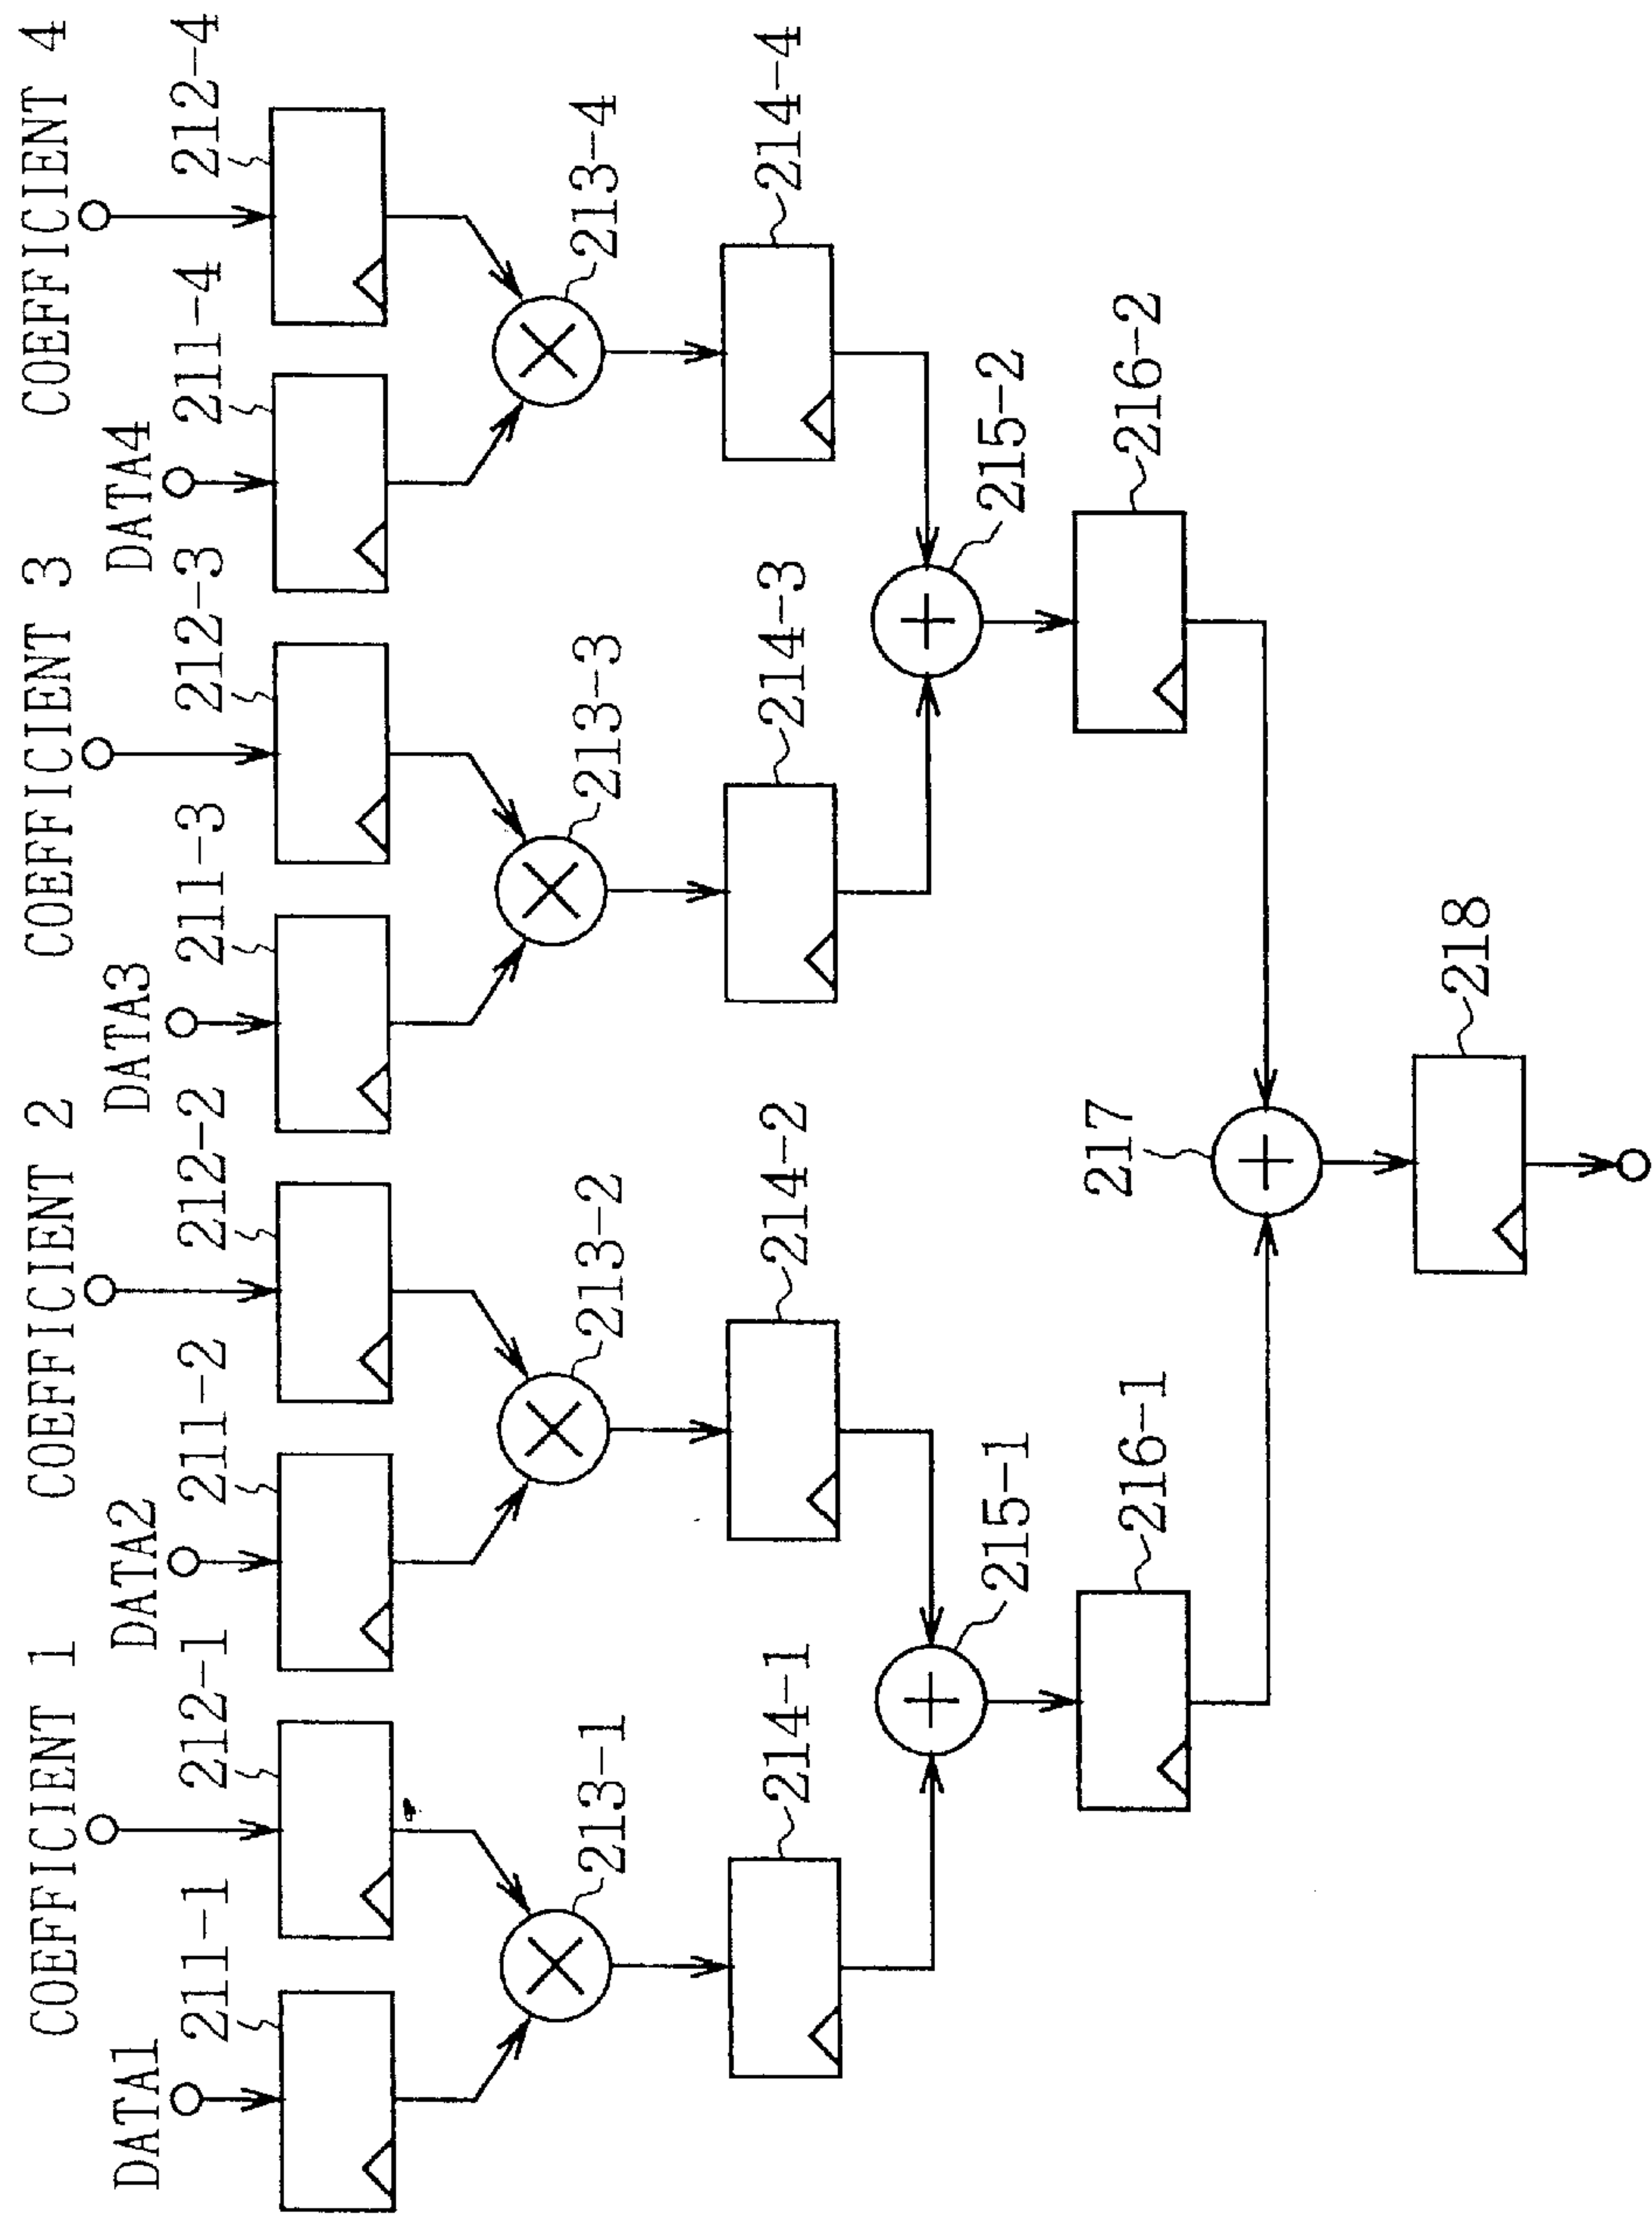 COEFFICIENT 1
COEFFICIENT 2
COEFFICIENT 3
COEFFICIENT 4
DATA1
DATA2
DATA3
DATA4
211-1
212-1
211-2
212-2
211-3
212-3
211-4
212-4
213-1
213-2
213-3
213-4
214-1
214-2
214-3
214-4
215-1
215-2
216-1
216-2
217
218